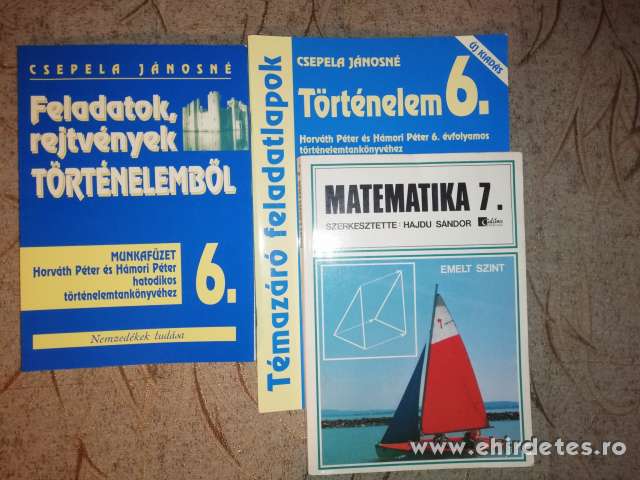 CSEPELA JÁNOSNÉ
Feladatok,
rejtvények
TÖRTÉNELEMBŐL
MUNKAFÜZET
Horváth Péter és Hámori Péter
hatodikos
történelemtankönyvéhez
6.
Nemzedékek tudása
Témazáró feladatlapok
ÚJ KIADÁS
CSEPELA JÁNOSNÉ
Történelem 6.
Horváth Péter és Hámori Péter 6. évfolyamos
történelemtankönyvéhez
MATEMATIKA 7.
SZERKESZTETTE: HAJDU SÁNDOR
EMELT SZINT
www.ehirdetes.ro